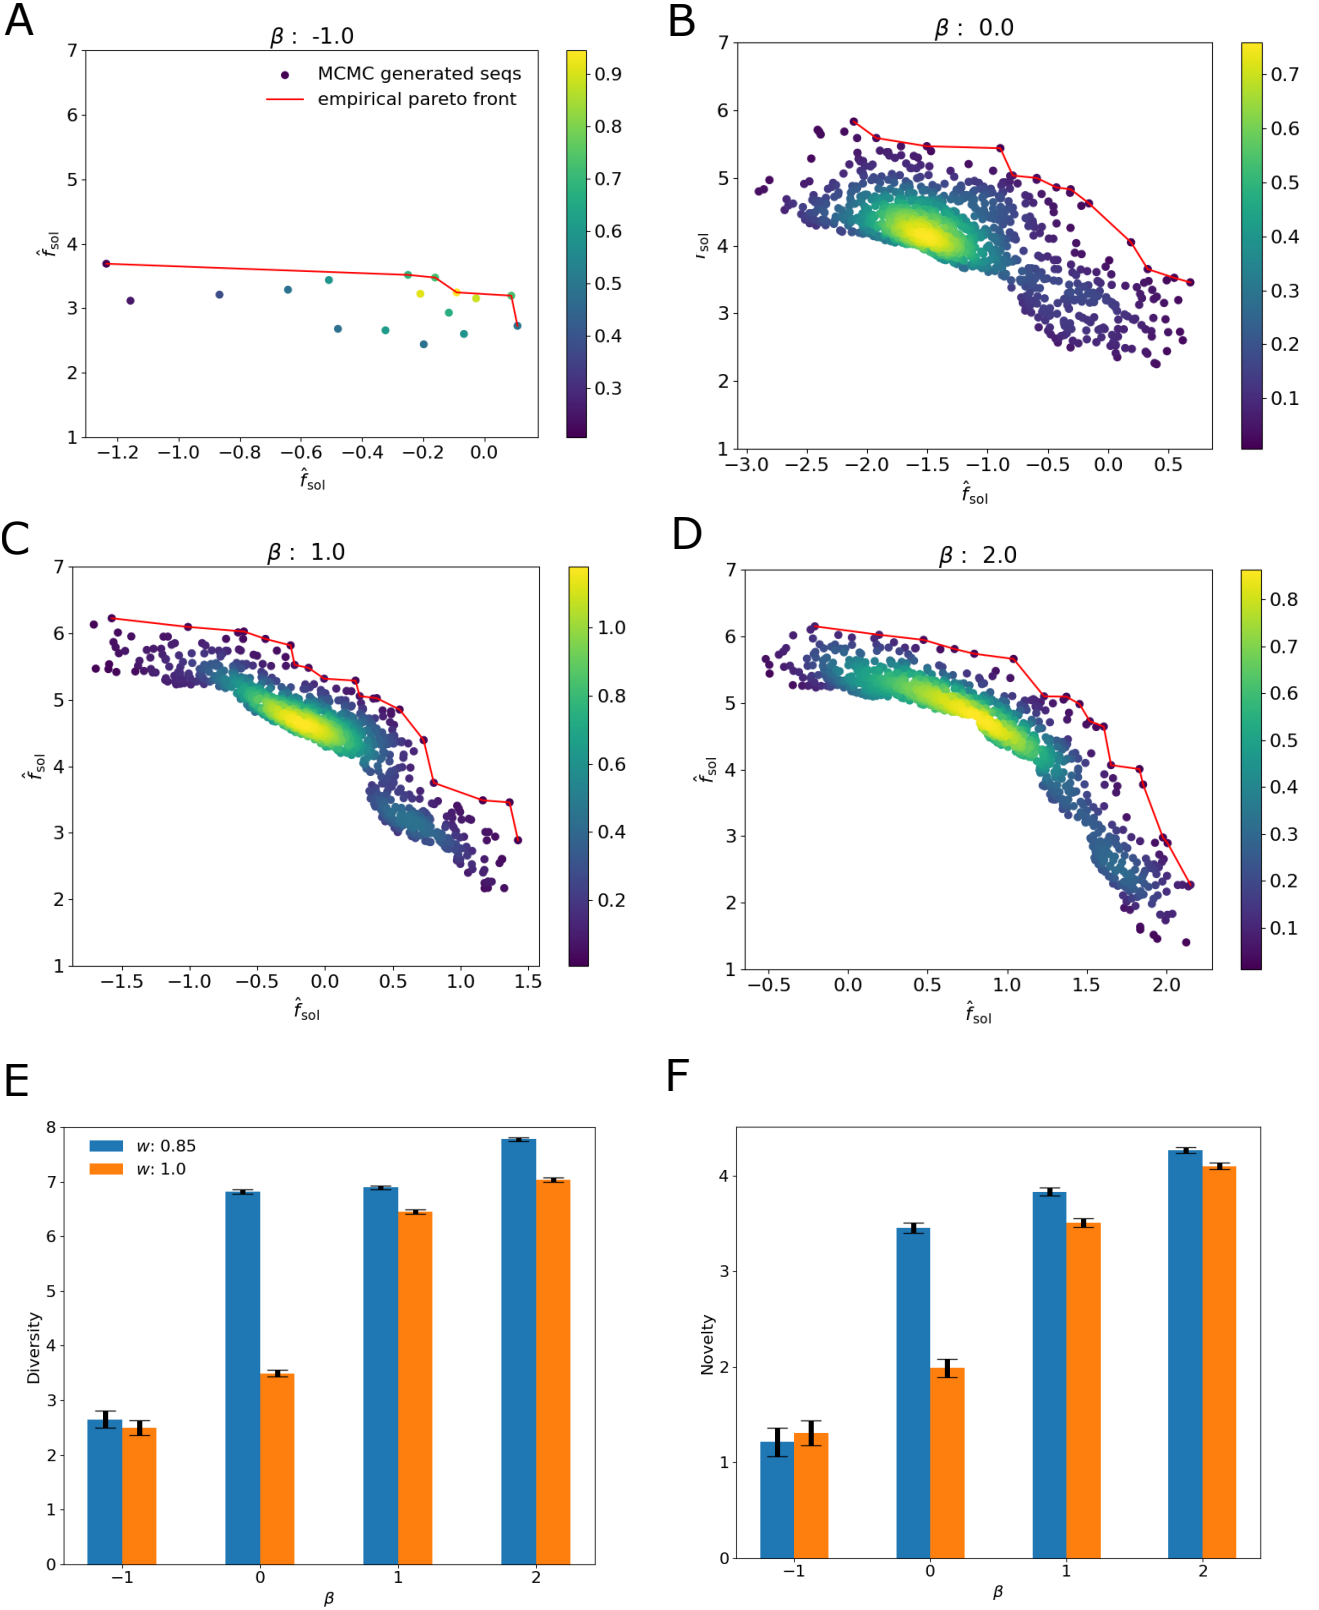 A
β : -1.0
MCMC generated seqs
empirical pareto front
7
6
5
4
3
2
1
−1.2 −1.0 −0.8 −0.6 −0.4 −0.2 0.0
f̂sol
f̂sol
0.9
0.8
0.7
0.6
0.5
0.4
0.3
B
β : 0.0
7
6
5
4
3
2
1
−3.0 −2.5 −2.0 −1.5 −1.0 −0.5 0.0 0.5
f̂sol
sol
0.7
0.6
0.5
0.4
0.3
0.2
0.1
C
β : 1.0
7
6
5
4
3
2
1
−1.5 −1.0 −0.5 0.0 0.5 1.0 1.5
f̂sol
f̂sol
1.0
0.8
0.6
0.4
0.2
D
β : 2.0
7
6
5
4
3
2
1
−0.5 0.0 0.5 1.0 1.5 2.0
f̂sol
f̂sol
0.8
0.7
0.6
0.5
0.4
0.3
0.2
0.1
E
w: 0.85
w: 1.0
8
7
6
5
4
3
2
1
0
Diversity
−1 0 1 2
β
F
4
3
2
1
0
Novelty
−1 0 1 2
β